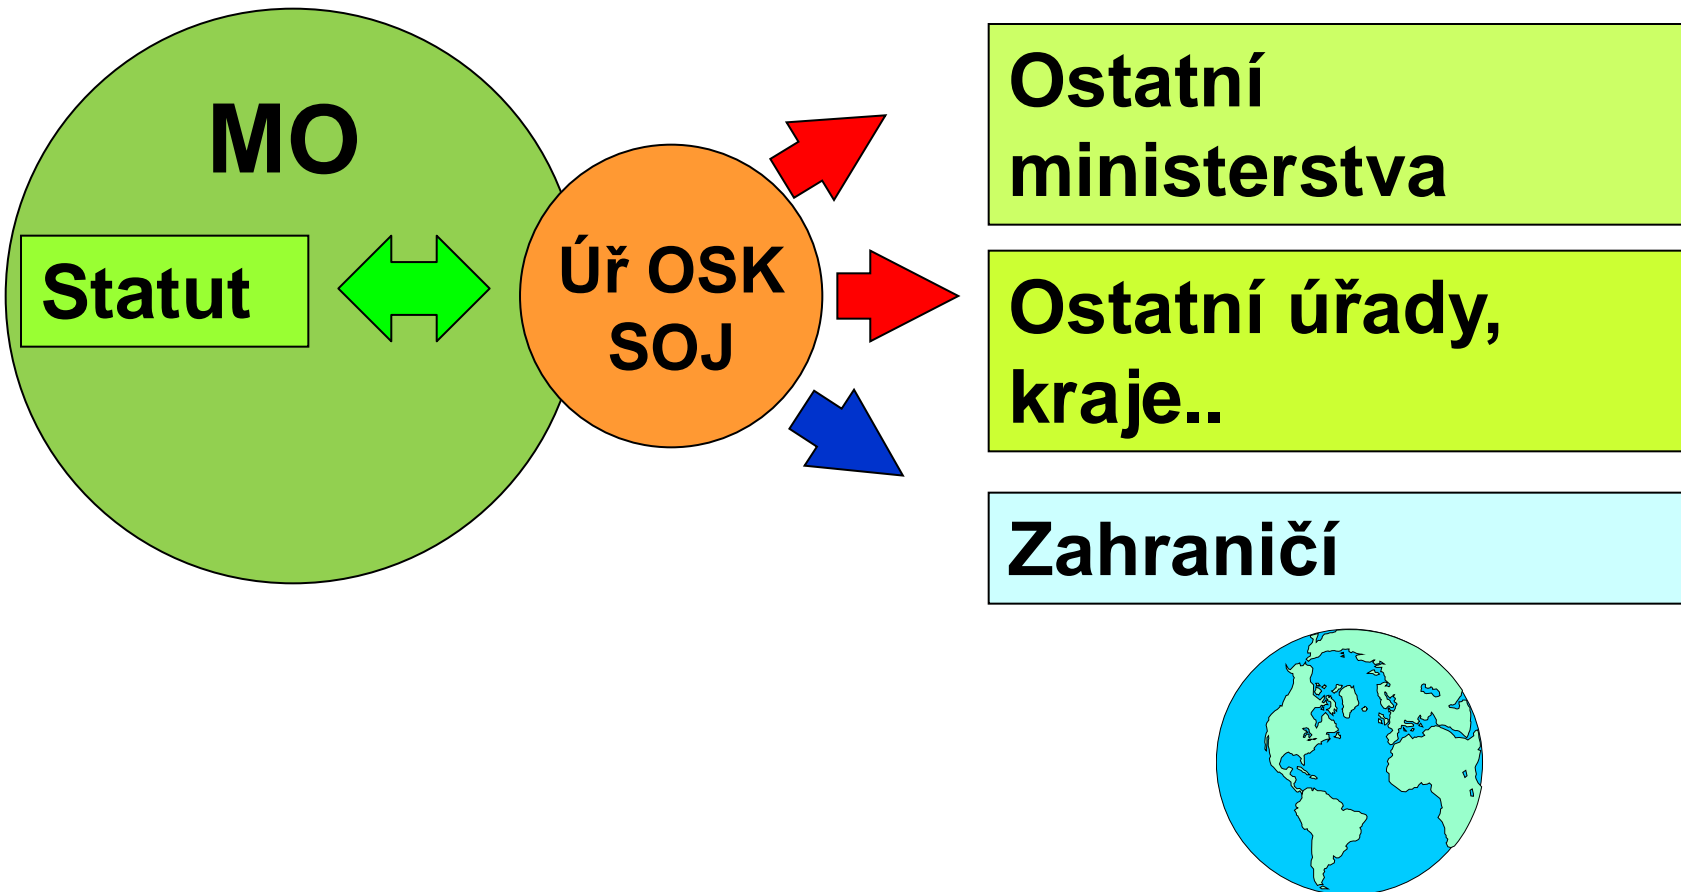 MO
Statut
Úř OSK
SOJ
Ostatní
ministerstva
Ostatní úřady,
kraje..
Zahraničí